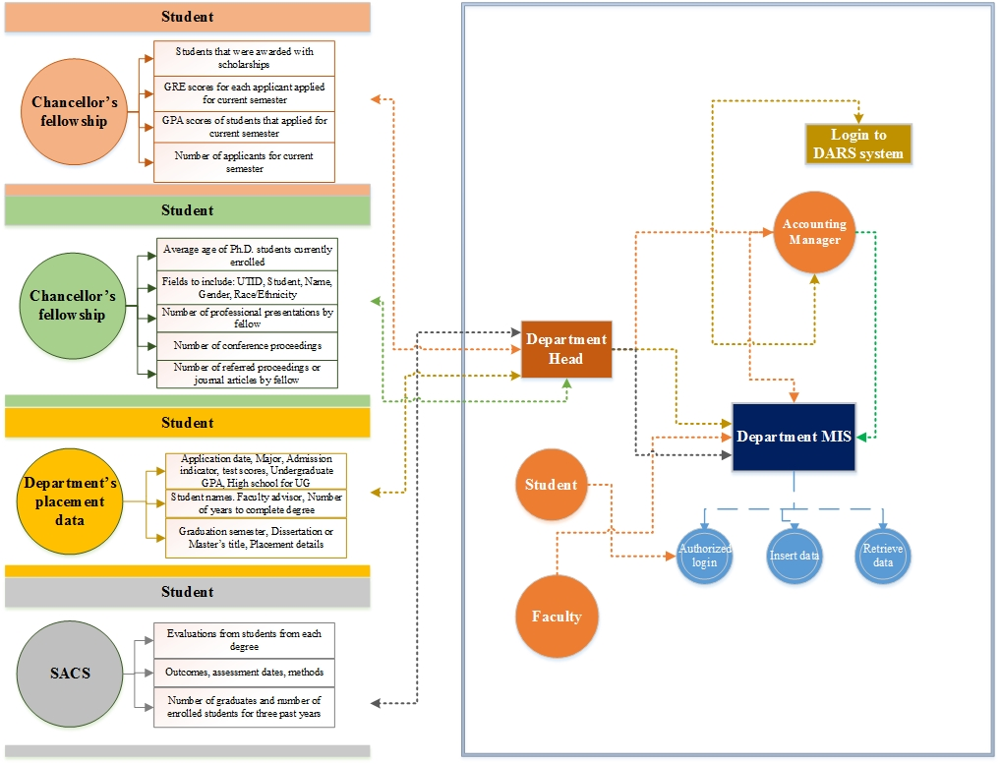 Student
Chancellor's
fellowship
Students that were awarded with
scholarships
GRE scores for each applicant applied
for current semester
GPA scores of students that applied for
current semester
Number of applicants for current
semester
Student
Chancellor's
fellowship
Average age of Ph.D. students currently
enrolled
Fields to include: UTID, Student, Name,
Gender, Race/Ethnicity
Number of professional presentations by
fellow
Number of conference proceedings
Number of referred proceedings or
journal articles by fellow
Student
Department's
placement
data
Application date, Major, Admission
indicator, test scores, Undergraduate
GPA, High school for UG
Student names. Faculty advisor, Number
of years to complete degree
Graduation semester, Dissertation or
Master's title, Placement details
Student
SACS
Evaluations from students from each
degree
Outcomes, assessment dates, methods
Number of graduates and number of
enrolled students for three past years
Login to
DARS system
Accounting
Manager
Department
Head
Department MIS
Student
Authorized
login
Insert data
Retrieve
data
Faculty